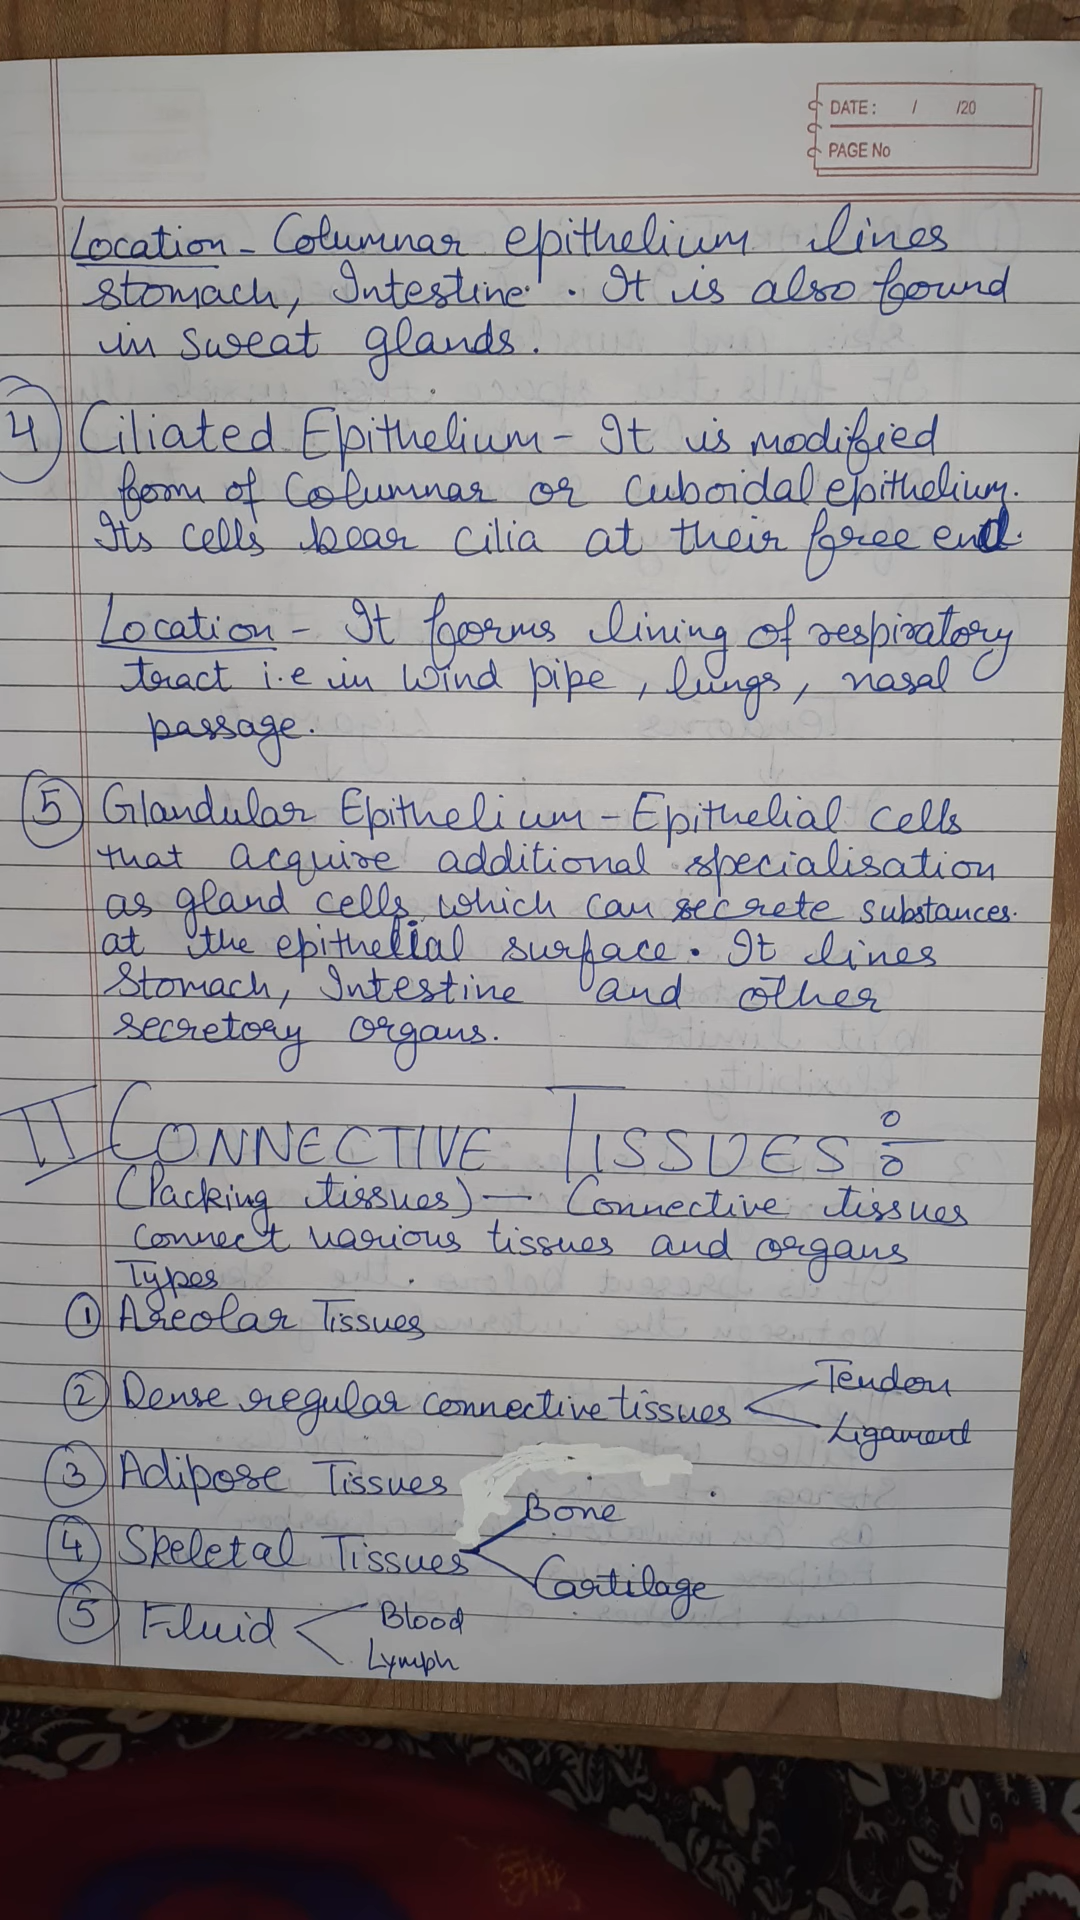 DATE: / /20
PAGE No
Location - Columnar epithelium lines
stomach, Intestine. It is also found
in sweat glands.
4 Ciliated Epithelium - It is modified
form of Columnar or cuboidal epithelium.
Its cells bear cilia at their free end.
Location - It forms lining of respiratory
tract i.e in wind pipe, lungs, nasal
passage.
5 Glandular Epithelium - Epithelial cells
that acquire additional specialisation
as gland cells, which can secrete substances.
at the epithelial surface. It lines
Stomach, Intestine and other
secretory organs.
II CONNECTIVE TISSUES:
(Packing tissues) — Connective tissues
connect various tissues and organs
Types
1 Areolar Tissues
2 Dense regular connective tissues Tendon
Ligament
3 Adipose Tissues
Bone
4 Skeletal Tissues
Cartilage
5 Fluid Blood
Lymph